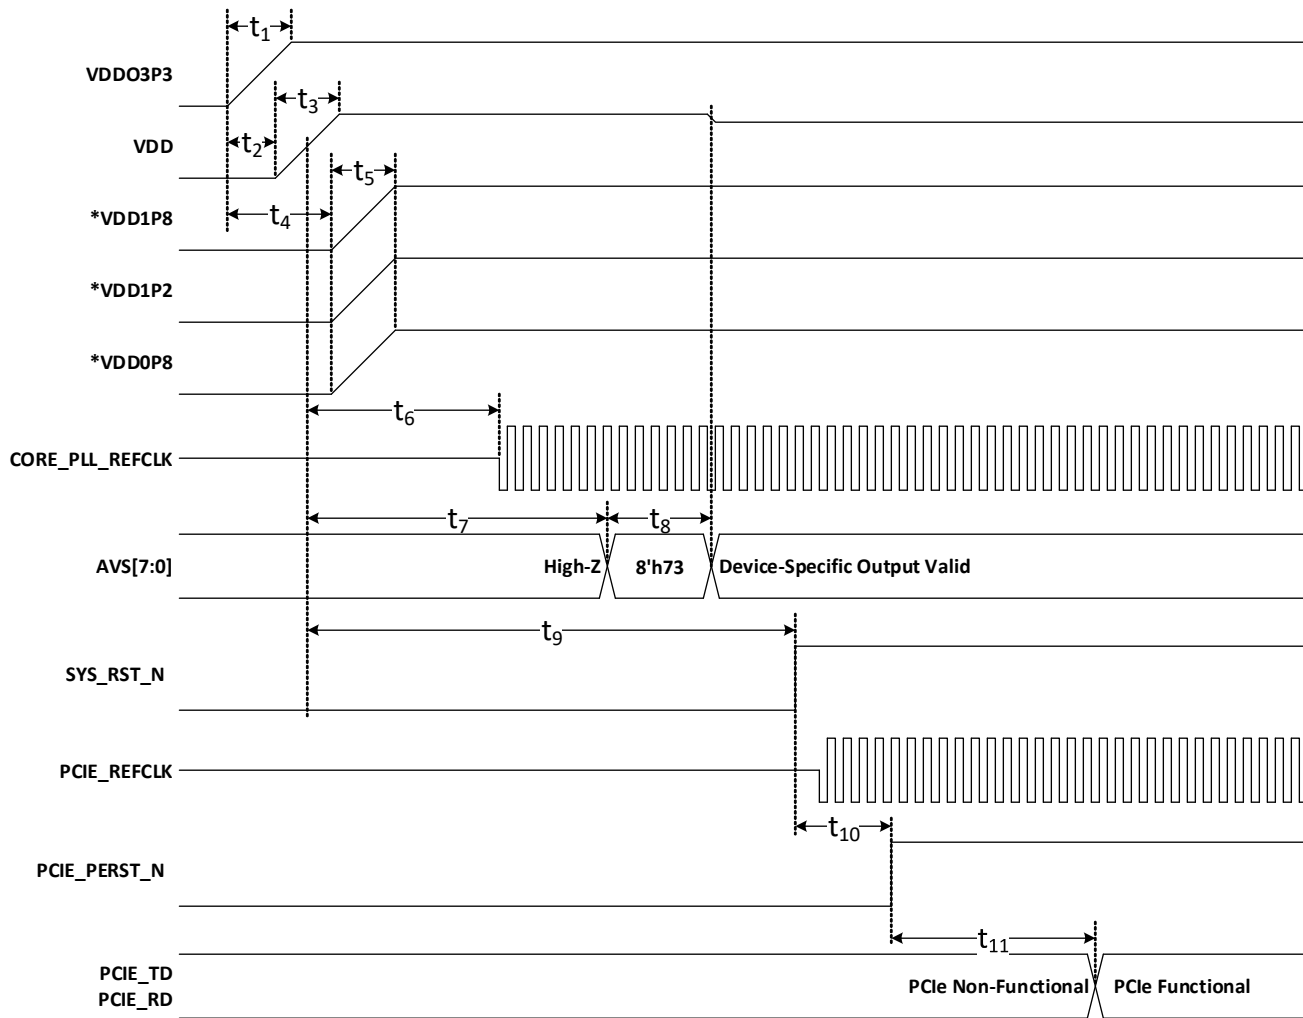 t1
VDDO3P3
t3
t2
VDD
t5
t4
*VDD1P8
*VDD1P2
*VDD0P8
t6
CORE_PLL_REFCLK
t7
t8
AVS[7:0]
High-Z
8'h73
Device-Specific Output Valid
t9
SYS_RST_N
PCIE_REFCLK
t10
PCIE_PERST_N
t11
PCIE_TD
PCIE_RD
PCIe Non-Functional
PCIe Functional